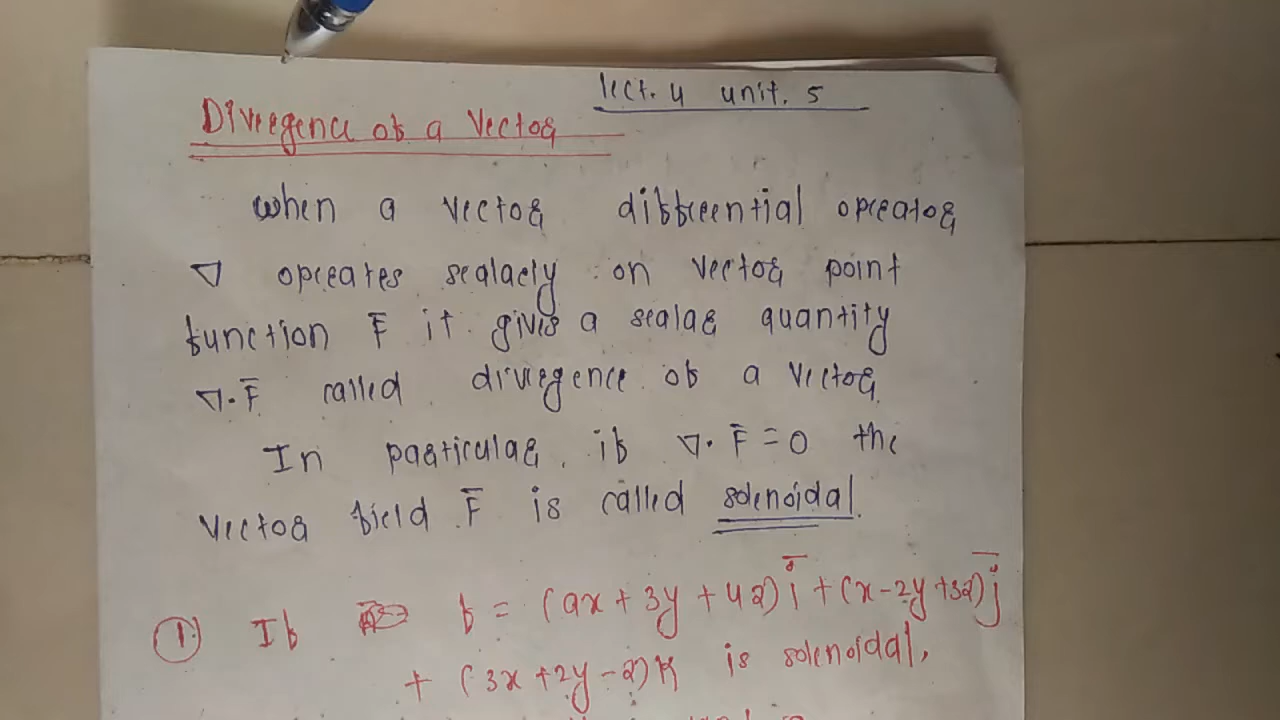 lect. 4 unit. 5
Divergence of a Vector
when a vector differential operator
∇ operates scalarly on vector point
function F̄ it gives a scalar quantity
∇·F̄ called divergence of a vector
In particular, if ∇·F̄ = 0 the
vector field F̄ is called solenoidal.
1. If f = (ax + 3y + 4z) ī + (x - 2y + 3z) j̄
+ (3x + 2y - z) k is solenoidal,